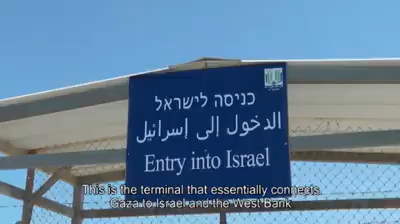 כניסה לישראל
الدخول إلى إسرائيل
Entry into Israel
This is the terminal that essentially connects
Gaza to Israel and the West Bank